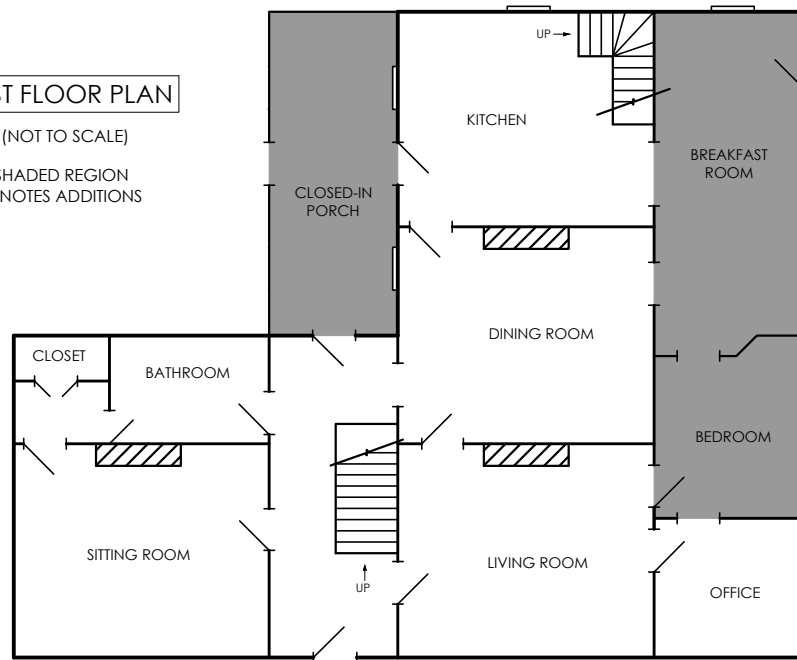 ST FLOOR PLAN
(NOT TO SCALE)
SHADED REGION
NOTES ADDITIONS
UP
KITCHEN
BREAKFAST
ROOM
CLOSED-IN
PORCH
DINING ROOM
CLOSET
BATHROOM
BEDROOM
SITTING ROOM
LIVING ROOM
UP
OFFICE